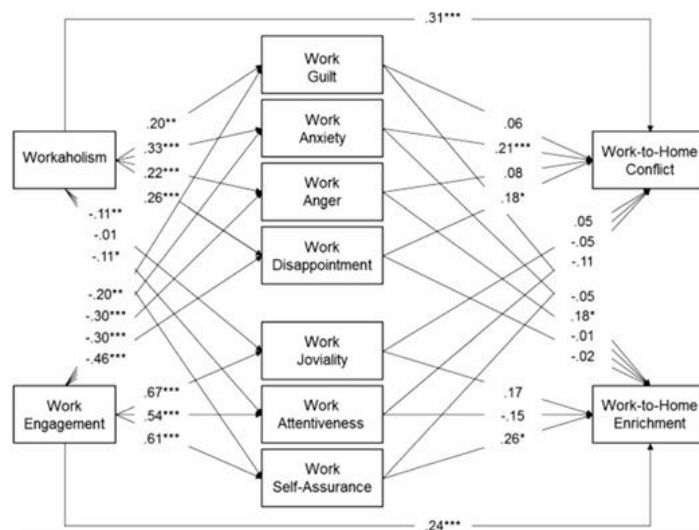 .31***
Work
Guilt
Work
Anxiety
Work
Anger
Work
Disappointment
Work
Joviality
Work
Attentiveness
Work
Self-Assurance
Workaholism
Work
Engagement
Work-to-Home
Conflict
Work-to-Home
Enrichment
.20**
.33***
.22***
.26***
-.11**
-.01
-.11*
-.20**
-.30***
-.30***
-.46***
.67***
.54***
.61***
.06
.21***
.08
.18*
.05
-.05
-.11
-.05
.18*
-.01
-.02
.17
-.15
.26*
.24***